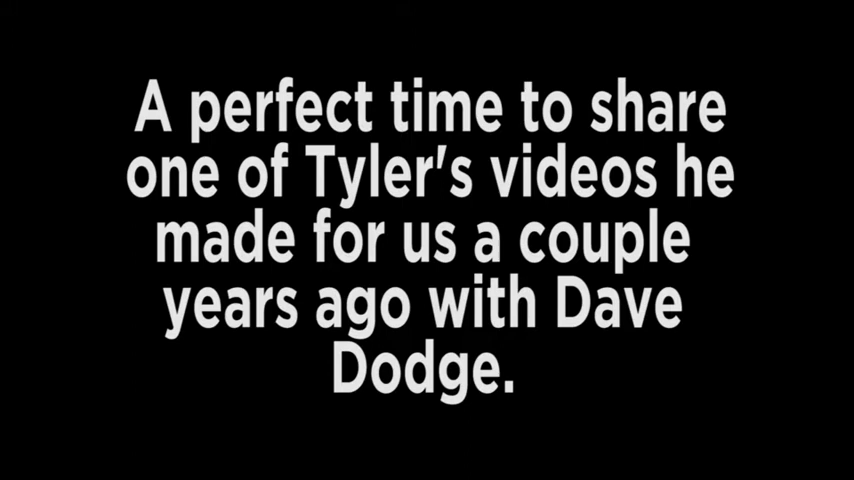 A perfect time to share
one of Tyler's videos he
made for us a couple
years ago with Dave
Dodge.